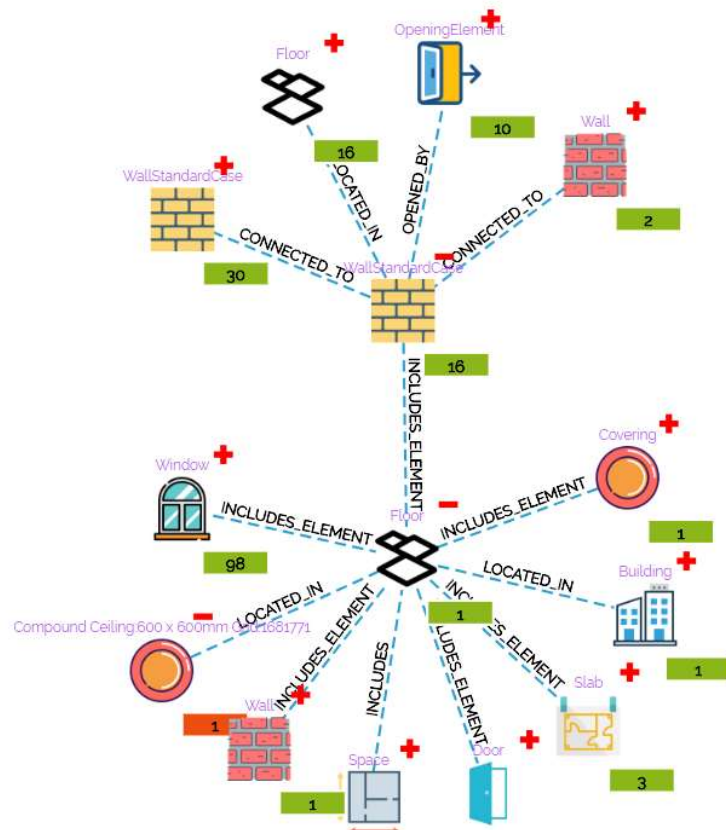 OpeningElement
Floor
Wall
16
10
LOCATED_IN
OPENED_BY
WallStandardCase
CONNECTED_TO
2
CONNECTED_TO
30
WallStandardCase
16
INCLUDES_ELEMENT
Covering
Window
INCLUDES_ELEMENT
INCLUDES_ELEMENT
Floor
98
1
LOCATED_IN
Building
LOCATED_IN
1
INCLUDES_ELEMENT
Compound Ceiling:600 x 600mm
:1681771
INCLUDES_ELEMENT
1
INCLUDES
Slab
1
Wall
3
Space
Door
1